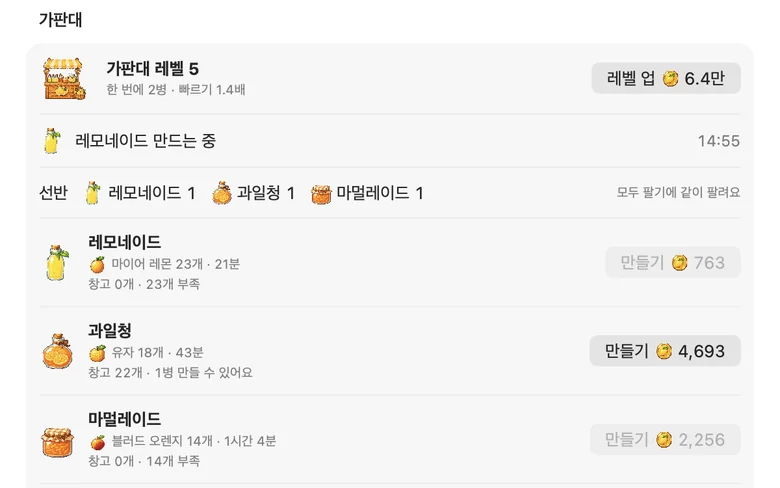 가판대
가판대 레벨 5
한 번에 2병 · 빠르기 1.4배
레벨 업 6.4만
레모네이드 만드는 중 14:55
선반 레모네이드 1 과일청 1 마멀레이드 1 모두 팔기에 같이 팔려요
레모네이드
마이어 레몬 23개 · 21분
창고 0개 · 23개 부족
만들기 763
과일청
유자 18개 · 43분
창고 22개 · 1병 만들 수 있어요
만들기 4,693
마멀레이드
블러드 오렌지 14개 · 1시간 4분
창고 0개 · 14개 부족
만들기 2,256